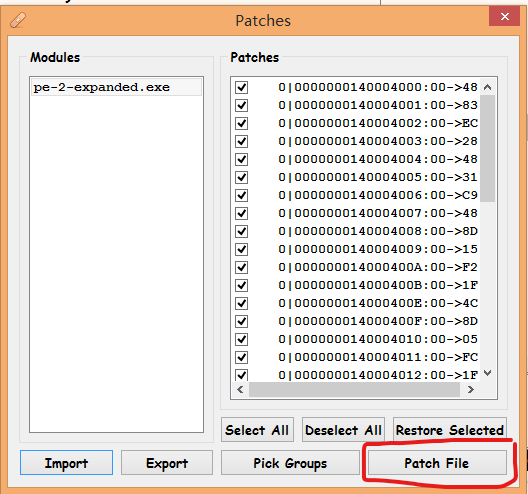 Patches
Modules
pe-2-expanded.exe
Patches
0|0000000140004000:00->48
0|0000000140004001:00->83
0|0000000140004002:00->EC
0|0000000140004003:00->28
0|0000000140004004:00->48
0|0000000140004005:00->31
0|0000000140004006:00->C9
0|0000000140004007:00->48
0|0000000140004008:00->8D
0|0000000140004009:00->15
0|000000014000400A:00->F2
0|000000014000400B:00->1F
0|000000014000400E:00->4C
0|000000014000400F:00->8D
0|0000000140004010:00->05
0|0000000140004011:00->FC
0|0000000140004012:00->1F
Select All Deselect All Restore Selected
Import Export Pick Groups Patch File